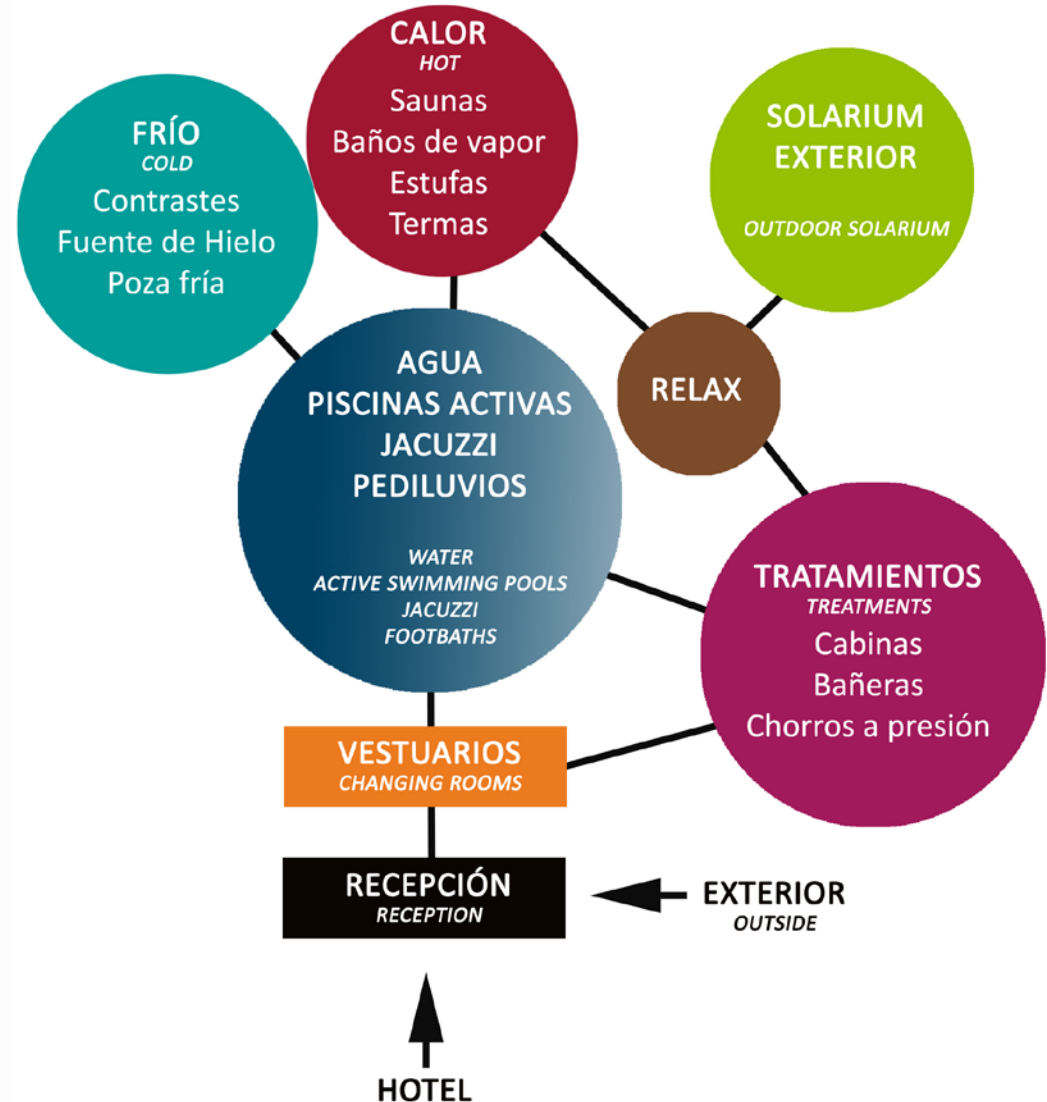 CALOR
HOT
Saunas
Baños de vapor
Estufas
Termas
FRÍO
COLD
Contrastes
Fuente de Hielo
Poza fría
SOLARIUM
EXTERIOR
OUTDOOR SOLARIUM
AGUA
PISCINAS ACTIVAS
JACUZZI
PEDILUVIOS
WATER
ACTIVE SWIMMING POOLS
JACUZZI
FOOTBATHS
RELAX
TRATAMIENTOS
TREATMENTS
Cabinas
Bañeras
Chorros a presión
VESTUARIOS
CHANGING ROOMS
RECEPCIÓN
RECEPTION
EXTERIOR
OUTSIDE
HOTEL